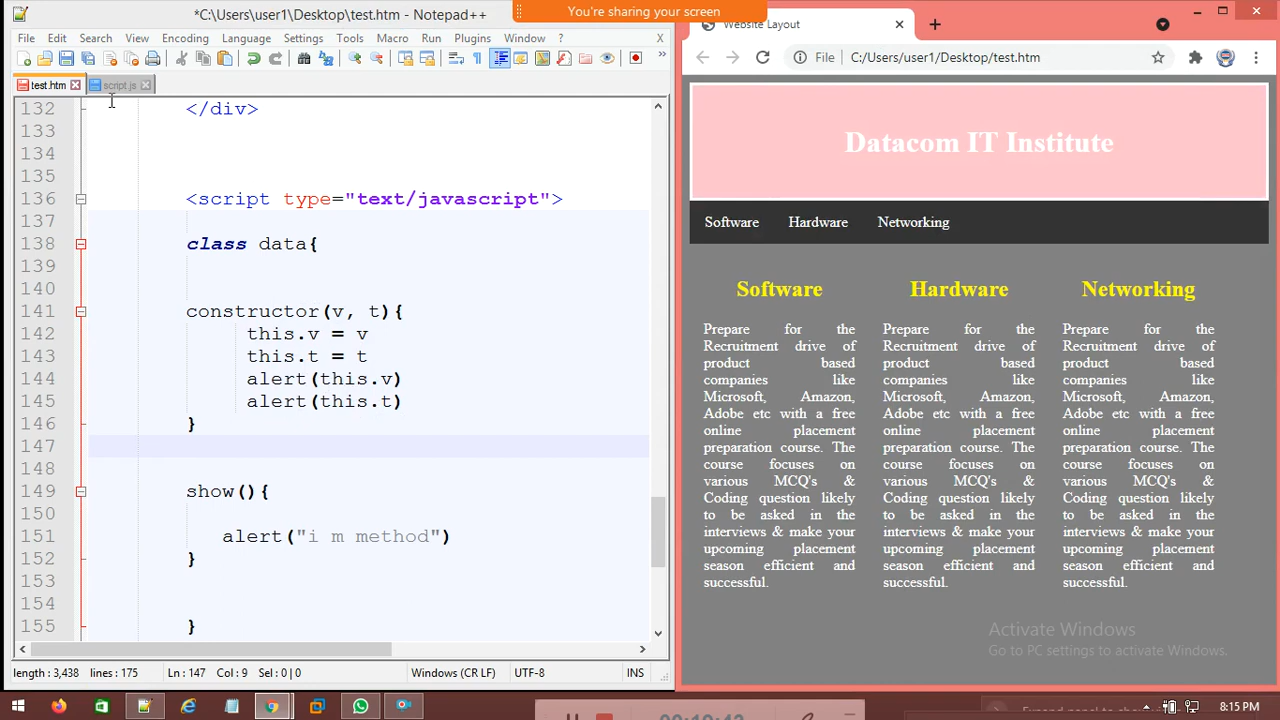 *C:\Users\user1\Desktop\test.htm - Notepad++
You're sharing your screen
File Edit Search View Encoding Language Settings Tools Macro Run Plugins Window ?
test.htm
script.js
132 </div>
133
134
135
136 <script type="text/javascript">
137
138 class data{
139
140
141 constructor(v, t){
142 this.v = v
143 this.t = t
144 alert(this.v)
145 alert(this.t)
146 }
147
148
149 show(){
150
151 alert("i m method")
152 }
153
154
155 }
length : 3,438 lines : 175
Ln : 147 Col : 9 Sel : 0 | 0
Windows (CR LF)
UTF-8
INS
Website Layout
File
C:/Users/user1/Desktop/test.htm
Datacom IT Institute
Software Hardware Networking
Software
Prepare for the
Recruitment drive of
product based
companies like
Microsoft, Amazon,
Adobe etc with a free
online placement
preparation course. The
course focuses on
various MCQ's &
Coding question likely
to be asked in the
interviews & make your
upcoming placement
season efficient and
successful.
Hardware
Prepare for the
Recruitment drive of
product based
companies like
Microsoft, Amazon,
Adobe etc with a free
online placement
preparation course. The
course focuses on
various MCQ's &
Coding question likely
to be asked in the
interviews & make your
upcoming placement
season efficient and
successful.
Networking
Prepare for the
Recruitment drive of
product based
companies like
Microsoft, Amazon,
Adobe etc with a free
online placement
preparation course. The
course focuses on
various MCQ's &
Coding question likely
to be asked in the
interviews & make your
upcoming placement
season efficient and
successful.
Activate Windows
Go to PC settings to activate Windows.
8:15 PM